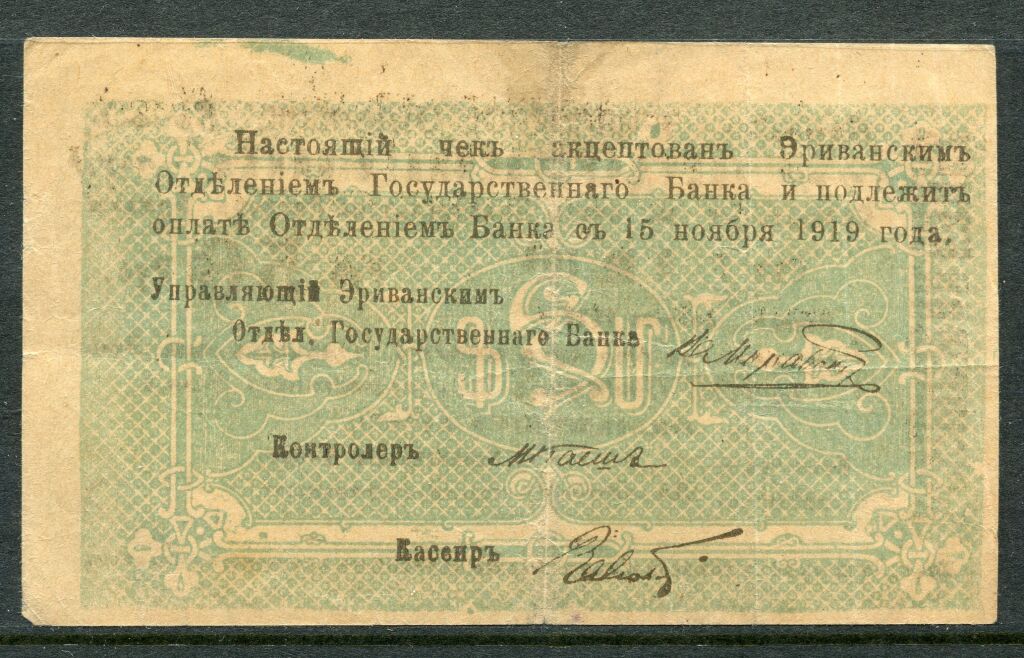 Настоящій чекъ акцептованъ Эриванскимъ
Отдѣленіемъ Государственнаго Банка и подлежитъ
оплатѣ Отдѣленіемъ Банка съ 15 ноября 1919 года.
Управляющій Эриванскимъ
Отдѣл. Государственнаго Банка
Контролеръ
Кассиръ